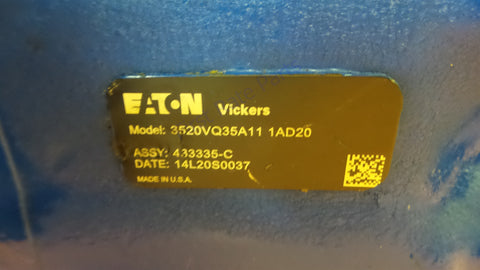 EATON Vickers
Model: 3520VQ35A11 1AD20
ASSY: 433335-C
DATE: 14L20S0037
MADE IN U.S.A.